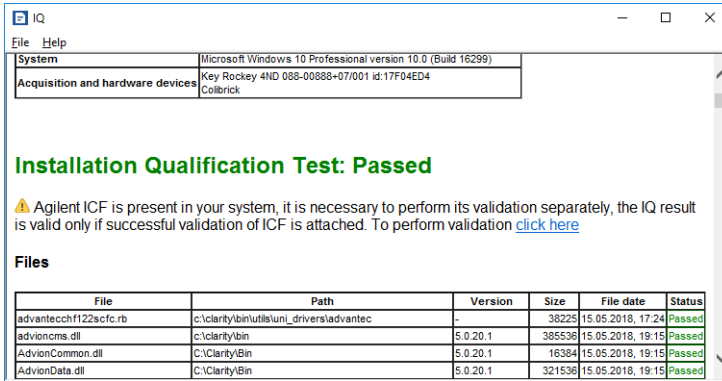 IQ
File Help
System Microsoft Windows 10 Professional version 10.0 (Build 16299)
Acquisition and hardware devices Key Rockey 4ND 088-00888+07/001 id:17F04ED4
Colibrick
Installation Qualification Test: Passed
Agilent ICF is present in your system, it is necessary to perform its validation separately, the IQ result
is valid only if successful validation of ICF is attached. To perform validation click here
Files
File Path Version Size File date Status
advantecchf122scfc.rb c:\clarity\bin\utils\uni_drivers\advantec - 38225 15.05.2018, 17:24 Passed
advioncms.dll c:\clarity\bin 5.0.20.1 385536 15.05.2018, 19:15 Passed
AdvionCommon.dll C:\Clarity\Bin 5.0.20.1 16384 15.05.2018, 19:15 Passed
AdvionData.dll C:\Clarity\Bin 5.0.20.1 321536 15.05.2018, 19:15 Passed